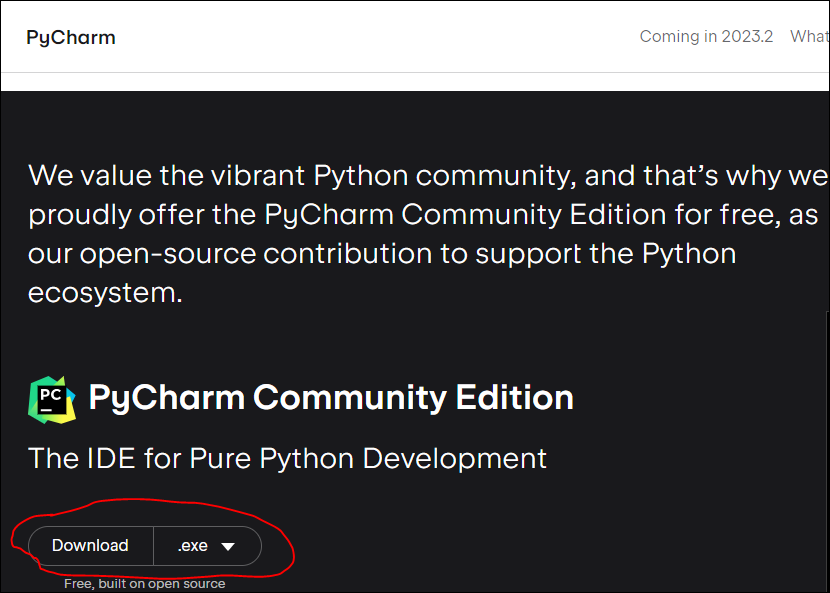 PyCharm
Coming in 2023.2 What
We value the vibrant Python community, and that’s why we
proudly offer the PyCharm Community Edition for free, as
our open-source contribution to support the Python
ecosystem.
PC
PyCharm Community Edition
The IDE for Pure Python Development
Download .exe
Free, built on open source